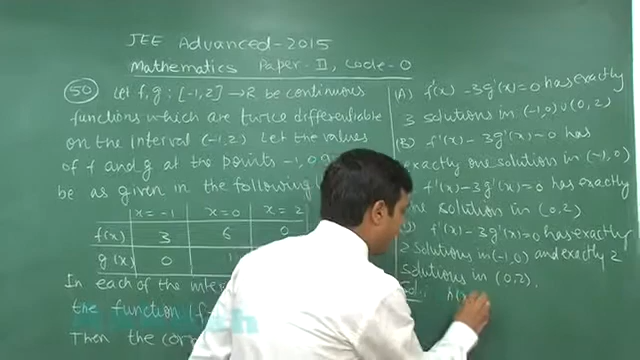 JEE Advanced-2015
Mathematics Paper-II, Code-0
50 Let f,g : [-1,2] → R be continuous
functions which are twice differentiable
on the interval (-1,2) Let the values
of f and g at the points -1, 0
be as given in the following
x=-1 x=0 x=2
f(x) 3 6 0
g(x) 0 1
In each of the
the function (f-
Then the
(A) f'(x) -3g'(x)=0 has exactly
3 solutions in (-1,0)∪(0,2)
(B) f'(x) -3g'(x)=0 has
exactly one solution in (-1,0)
f'(x)-3g'(x)=0 has exactly
one solution in (0,2)
f'(x)-3g'(x)=0 has exactly
2 solutions in (-1,0) and exactly 2
Solutions in (0,2).
Sol: h(x